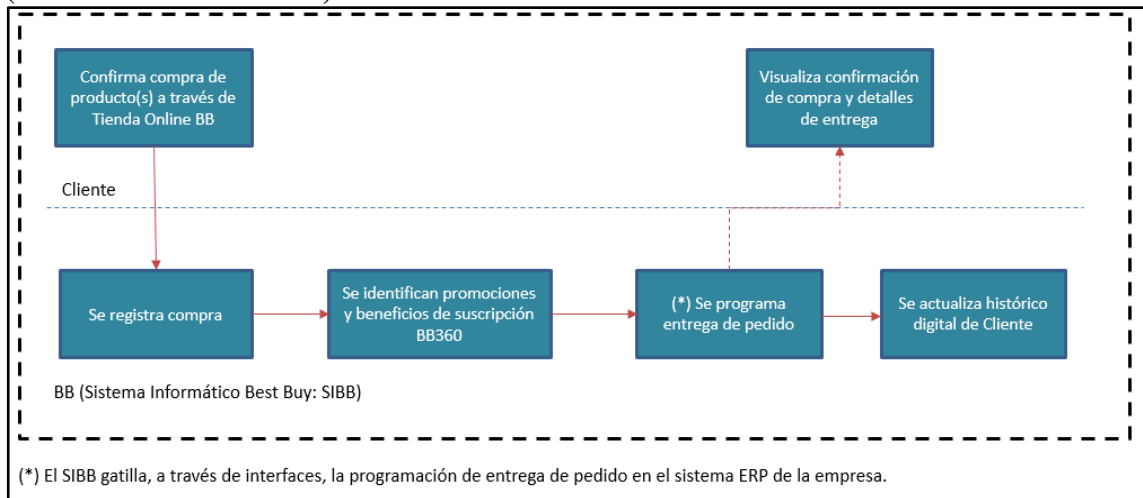 Confirma compra de
producto(s) a través de
Tienda Online BB
Visualiza confirmación
de compra y detalles
de entrega
Cliente
Se registra compra
Se identifican promociones
y beneficios de suscripción
BB360
(*) Se programa
entrega de pedido
Se actualiza histórico
digital de Cliente
BB (Sistema Informático Best Buy: SIBB)
(*) El SIBB gatilla, a través de interfaces, la programación de entrega de pedido en el sistema ERP de la empresa.